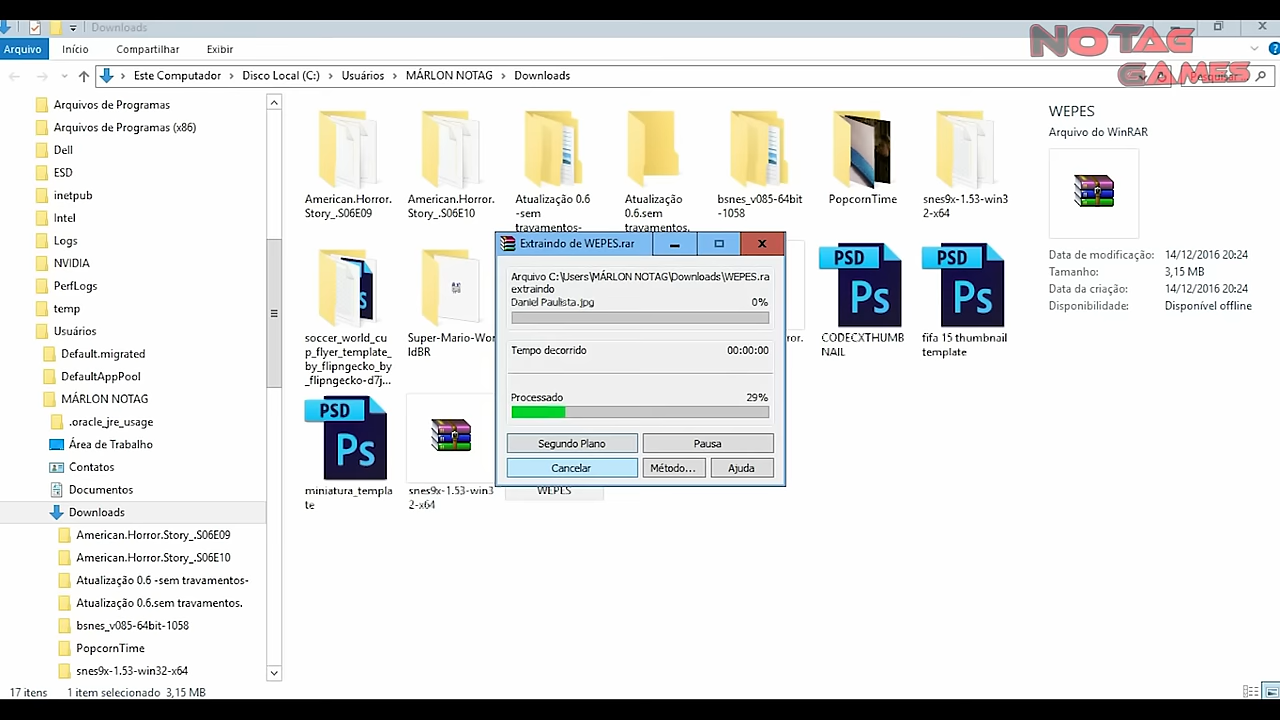 Downloads
NoTag
Games
Arquivo
Início
Compartilhar
Exibir
Este Computador
Disco Local (C:)
Usuários
MÁRLON NOTAG
Downloads
Arquivos de Programas
Arquivos de Programas (x86)
Dell
ESD
inetpub
Intel
Logs
NVIDIA
PerfLogs
temp
Usuários
Default.migrated
DefaultAppPool
MÁRLON NOTAG
.oracle_jre_usage
Área de Trabalho
Contatos
Documentos
Downloads
American.Horror.Story_.S06E09
American.Horror.Story_.S06E10
Atualização 0.6 -sem travamentos-
Atualização 0.6.sem travamentos.
bsnes_v085-64bit-1058
PopcornTime
snes9x-1.53-win32-x64
American.Horror.
Story_.S06E09
American.Horror.
Story_.S06E10
Atualização 0.6
-sem
travamentos-
Atualização
0.6.sem
travamentos.
bsnes_v085-64bit
-1058
PopcornTime
snes9x-1.53-win3
2-x64
soccer_world_cu
p_flyer_template_
by_flipngecko_by
_flipngecko-d7j...
Super-Mario-Wo
ldBR
ror.
PSD
Ps
CODECXTHUMB
NAIL
PSD
Ps
fifa 15 thumbnail
template
PSD
Ps
miniatura_templa
te
snes9x-1.53-win3
2-x64
WEPES
Extraindo de WEPES.rar
Arquivo C:\Users\MÁRLON NOTAG\Downloads\WEPES.ra
extraindo
Daniel Paulista.jpg 0%
Tempo decorrido 00:00:00
Processado 29%
Segundo Plano
Pausa
Cancelar
Método...
Ajuda
WEPES
Arquivo do WinRAR
Data de modificação: 14/12/2016 20:24
Tamanho: 3,15 MB
Data da criação: 14/12/2016 20:24
Disponibilidade: Disponível offline
17 itens
1 item selecionado 3,15 MB